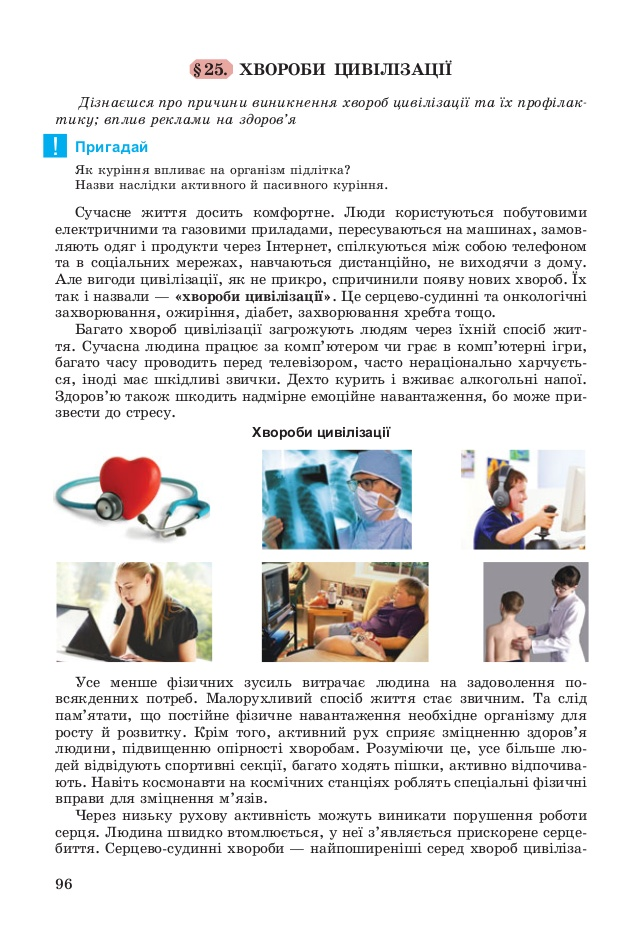 § 25. ХВОРОБИ ЦИВІЛІЗАЦІЇ
Дізнаєшся про причини виникнення хвороб цивілізації та їх профілак-
тику; вплив реклами на здоров’я
! Пригадай
Як куріння впливає на організм підлітка?
Назви наслідки активного й пасивного куріння.
Сучасне життя досить комфортне. Люди користуються побутовими
електричними та газовими приладами, пересуваються на машинах, замов-
ляють одяг і продукти через Інтернет, спілкуються між собою телефоном
та в соціальних мережах, навчаються дистанційно, не виходячи з дому.
Але вигоди цивілізації, як не прикро, спричинили появу нових хвороб. Їх
так і назвали — «хвороби цивілізації». Це серцево-судинні та онкологічні
захворювання, ожиріння, діабет, захворювання хребта тощо.
Багато хвороб цивілізації загрожують людям через їхній спосіб жит-
тя. Сучасна людина працює за комп’ютером чи грає в комп’ютерні ігри,
багато часу проводить перед телевізором, часто нераціонально харчуєть-
ся, іноді має шкідливі звички. Дехто курить і вживає алкогольні напої.
Здоров’ю також шкодить надмірне емоційне навантаження, бо може при-
звести до стресу.
Хвороби цивілізації
Усе менше фізичних зусиль витрачає людина на задоволення по-
всякденних потреб. Малорухливий спосіб життя стає звичним. Та слід
пам’ятати, що постійне фізичне навантаження необхідне організму для
росту й розвитку. Крім того, активний рух сприяє зміцненню здоров’я
людини, підвищенню опірності хворобам. Розуміючи це, усе більше лю-
дей відвідують спортивні секції, багато ходять пішки, активно відпочива-
ють. Навіть космонавти на космічних станціях роблять спеціальні фізичні
вправи для зміцнення м’язів.
Через низьку рухову активність можуть виникати порушення роботи
серця. Людина швидко втомлюється, у неї з’являється прискорене серце-
биття. Серцево-судинні хвороби — найпоширеніші серед хвороб цивіліза-
96